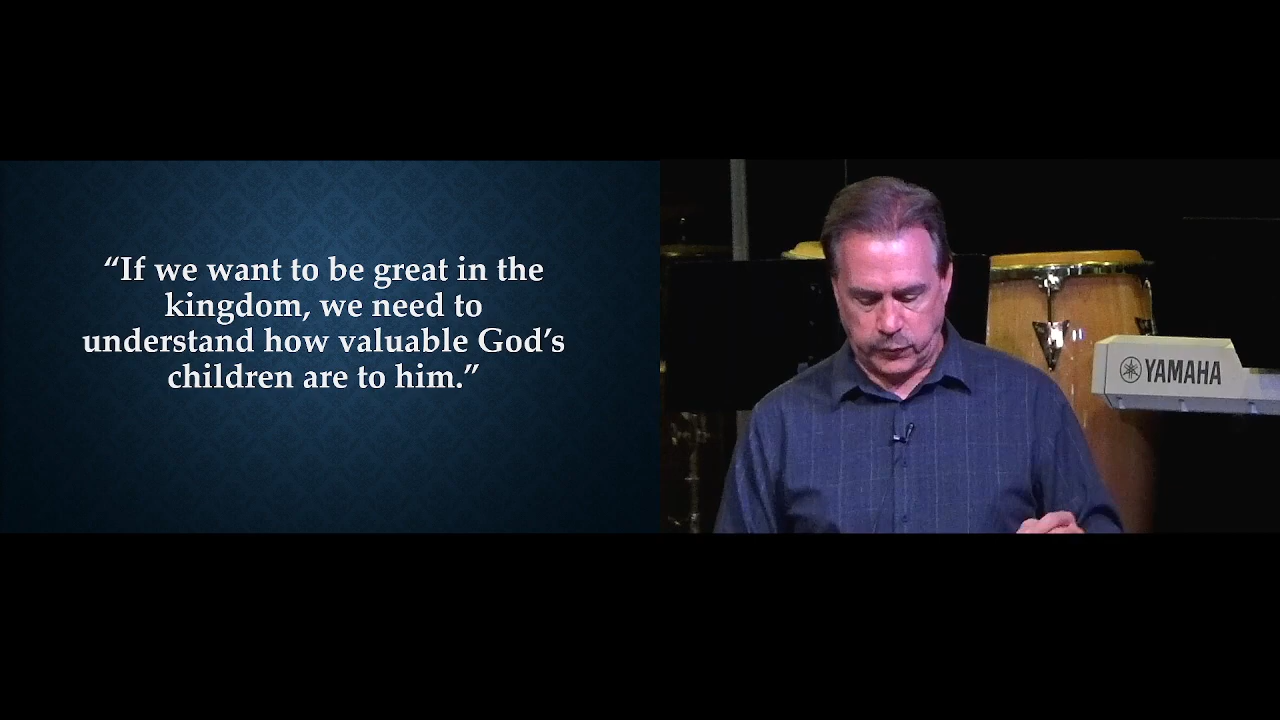 “If we want to be great in the
kingdom, we need to
understand how valuable God’s
children are to him.”
YAMAHA